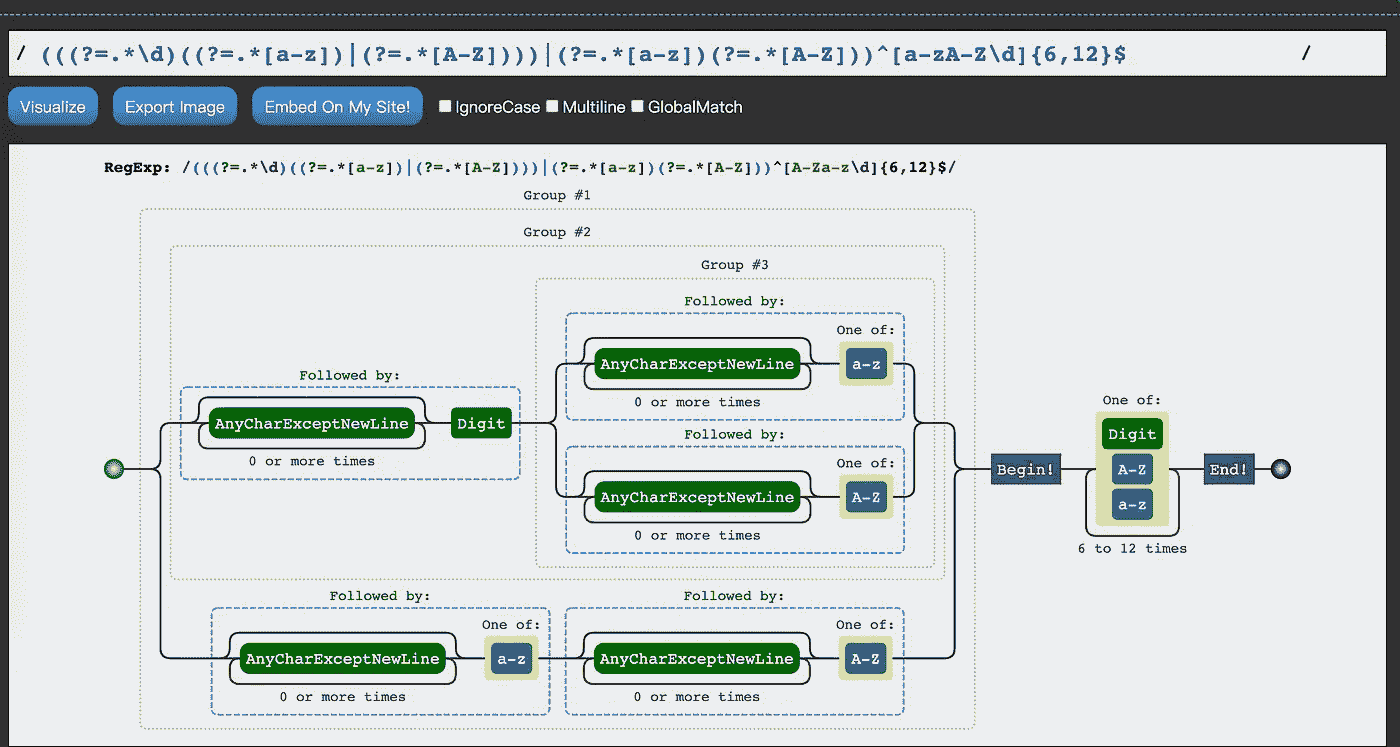 / (((?=.*\d)((?=.*[a-z])|(?=.*[A-Z])))|(?=.*[a-z])(?=.*[A-Z]))^[a-zA-Z\d]{6,12}$ /
Visualize Export Image Embed On My Site! IgnoreCase Multiline GlobalMatch
RegExp: /(((?=.*\d)((?=.*[a-z])|(?=.*[A-Z])))|(?=.*[a-z])(?=.*[A-Z]))^[A-Za-z\d]{6,12}$/
Group #1
Group #2
Group #3
Followed by:
One of:
AnyCharExceptNewLine a-z
0 or more times
Followed by:
AnyCharExceptNewLine Digit
0 or more times
Followed by:
One of:
AnyCharExceptNewLine A-Z
0 or more times
Begin!
One of:
Digit
A-Z
a-z
6 to 12 times
End!
Followed by:
One of:
AnyCharExceptNewLine a-z
0 or more times
Followed by:
One of:
AnyCharExceptNewLine A-Z
0 or more times